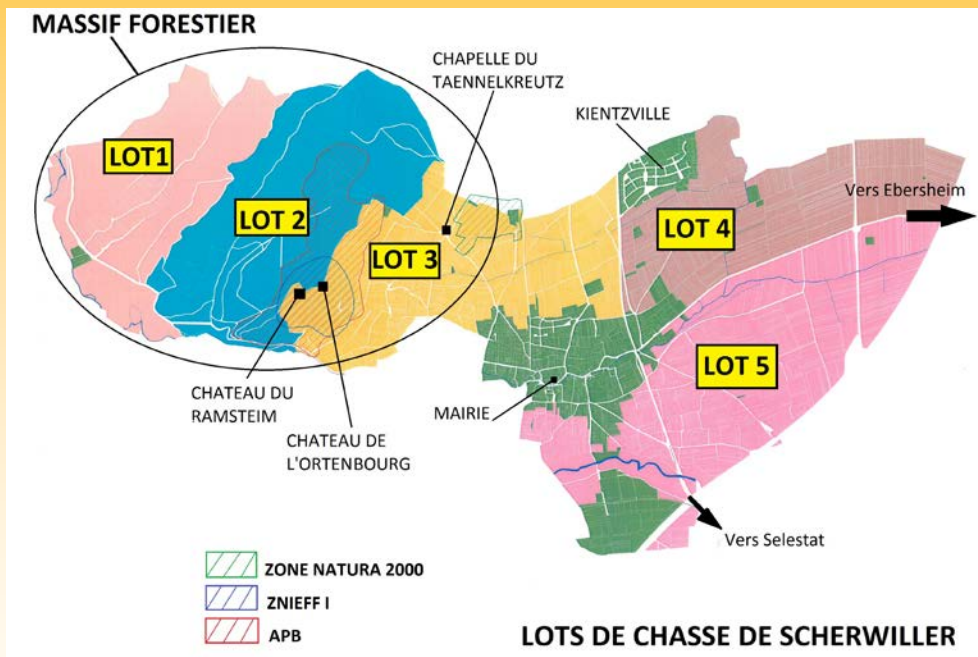 MASSIF FORESTIER
CHAPELLE DU
TAENNELKREUTZ
KIENTZVILLE
LOT1
LOT 2
LOT 3
LOT 4
Vers Ebersheim
LOT 5
CHATEAU DU
RAMSTEIM
CHATEAU DE
L'ORTENBOURG
MAIRIE
Vers Selestat
ZONE NATURA 2000
ZNIEFF I
APB
LOTS DE CHASSE DE SCHERWILLER